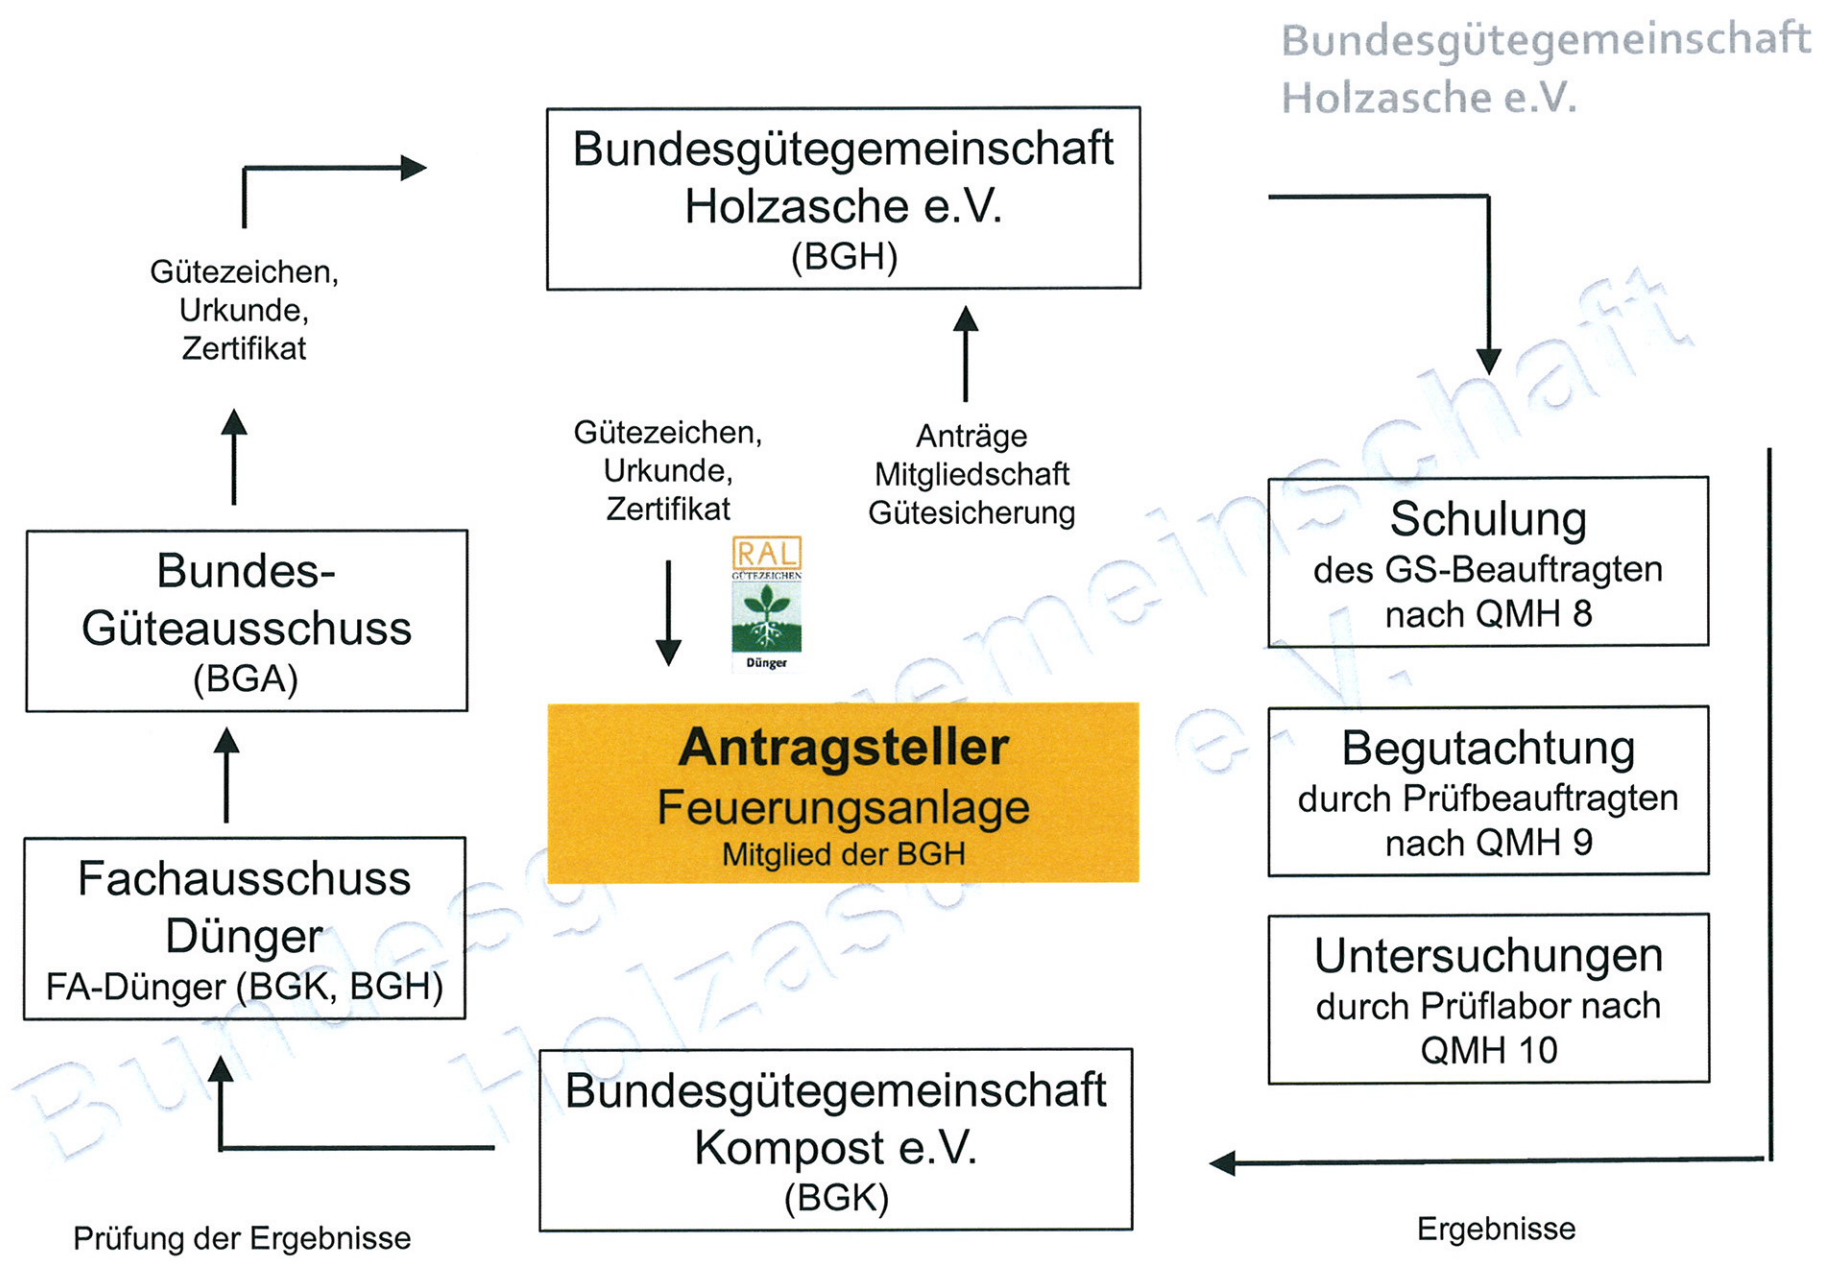 Bundesgütegemeinschaft
Holzasche e.V.
Bundesgütegemeinschaft
Holzasche e.V.
(BGH)
Gütezeichen,
Urkunde,
Zertifikat
Gütezeichen,
Urkunde,
Zertifikat
Anträge
Mitgliedschaft
Gütesicherung
RAL
GÜTEZEICHEN
Dünger
Bundes-
Güteausschuss
(BGA)
Schulung
des GS-Beauftragten
nach QMH 8
Antragsteller
Feuerungsanlage
Mitglied der BGH
Begutachtung
durch Prüfbeauftragten
nach QMH 9
Fachausschuss
Dünger
FA-Dünger (BGK, BGH)
Untersuchungen
durch Prüflabor nach
QMH 10
Bundesgütegemeinschaft
Kompost e.V.
(BGK)
Prüfung der Ergebnisse
Ergebnisse